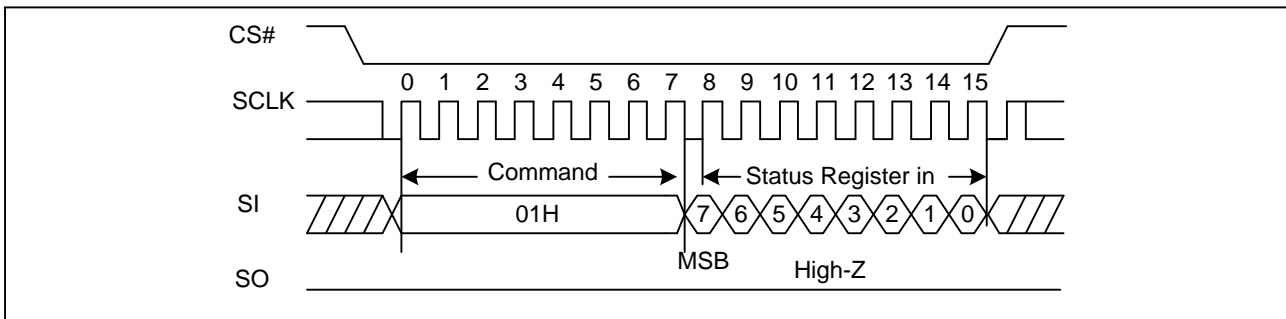 CS#
0 1 2 3 4 5 6 7 8 9 10 11 12 13 14 15
SCLK
Command
Status Register in
SI
01H
7 6 5 4 3 2 1 0
MSB
High-Z
SO